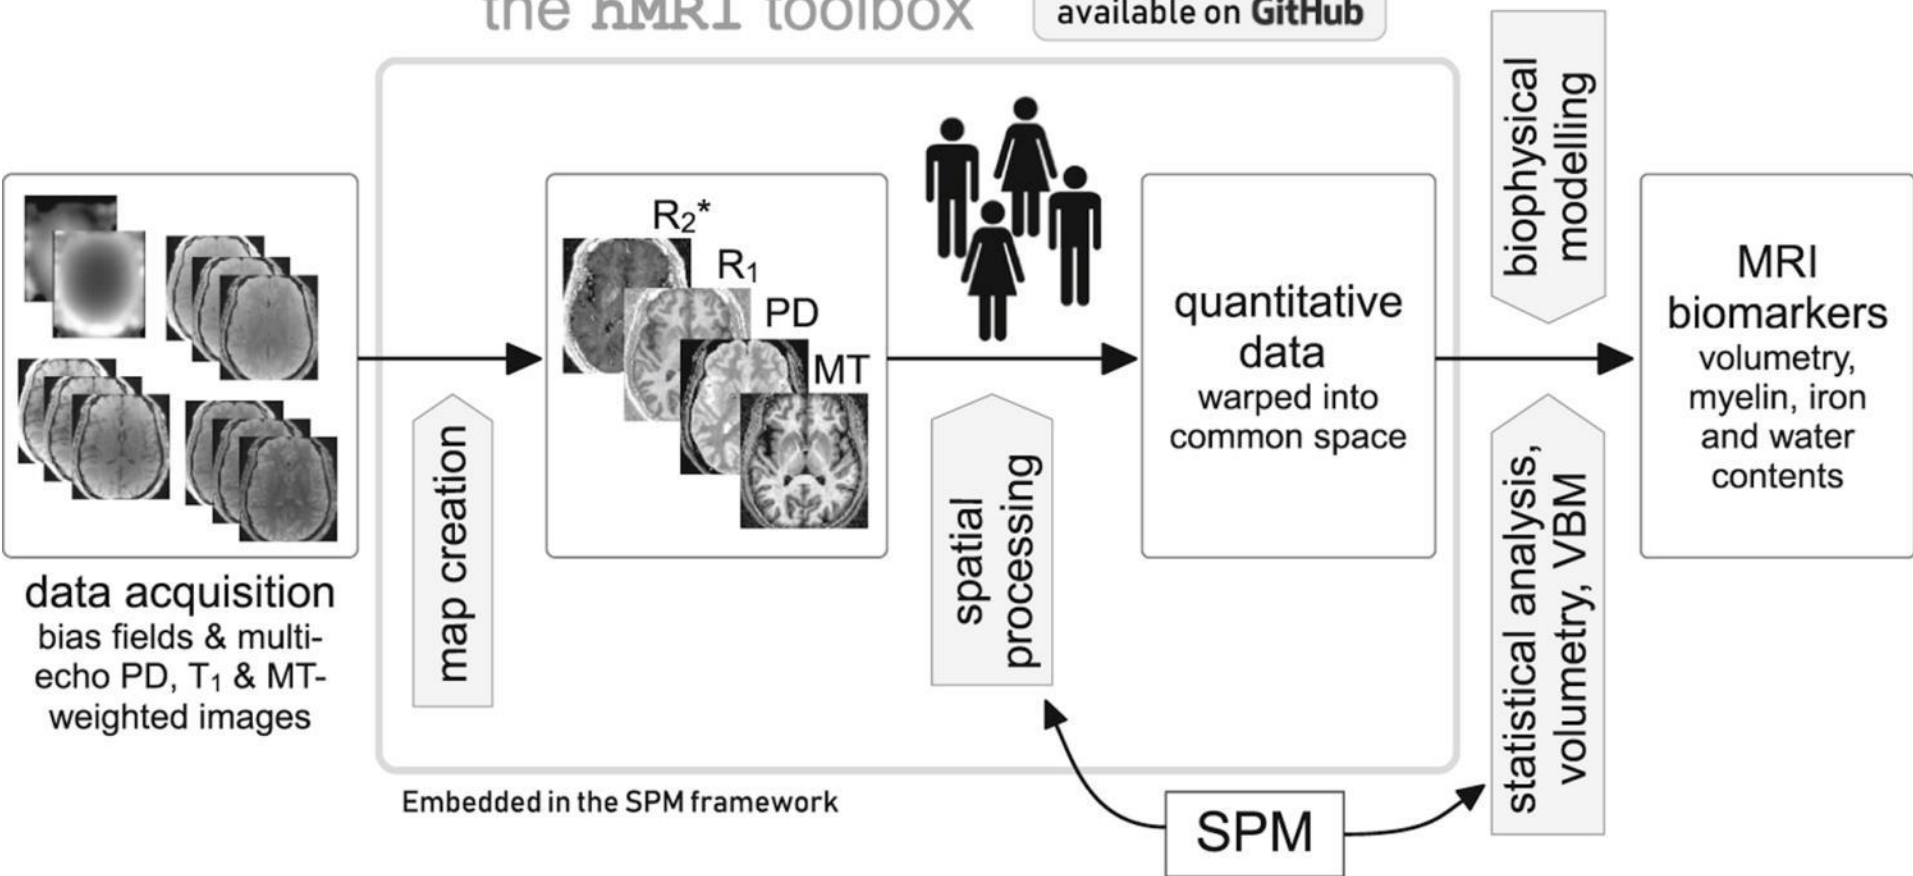 the hMRI toolbox
available on GitHub
R₂*
R₁
PD
MT
data acquisition
bias fields & multi-
echo PD, T₁ & MT-
weighted images
map creation
spatial
processing
quantitative
data
warped into
common space
biophysical
modelling
statistical analysis,
volumetry, VBM
MRI
biomarkers
volumetry,
myelin, iron
and water
contents
Embedded in the SPM framework
SPM